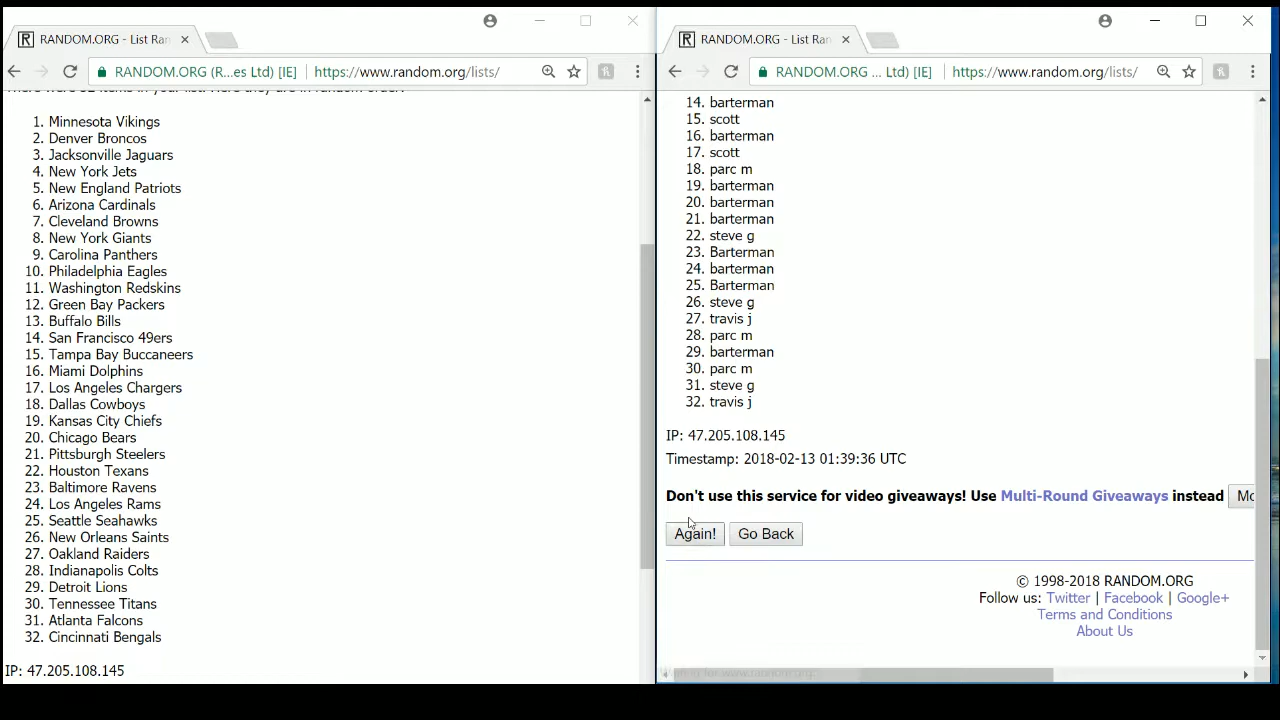 RANDOM.ORG - List Ran
RANDOM.ORG (R...es Ltd) [IE] https://www.random.org/lists/
1. Minnesota Vikings
2. Denver Broncos
3. Jacksonville Jaguars
4. New York Jets
5. New England Patriots
6. Arizona Cardinals
7. Cleveland Browns
8. New York Giants
9. Carolina Panthers
10. Philadelphia Eagles
11. Washington Redskins
12. Green Bay Packers
13. Buffalo Bills
14. San Francisco 49ers
15. Tampa Bay Buccaneers
16. Miami Dolphins
17. Los Angeles Chargers
18. Dallas Cowboys
19. Kansas City Chiefs
20. Chicago Bears
21. Pittsburgh Steelers
22. Houston Texans
23. Baltimore Ravens
24. Los Angeles Rams
25. Seattle Seahawks
26. New Orleans Saints
27. Oakland Raiders
28. Indianapolis Colts
29. Detroit Lions
30. Tennessee Titans
31. Atlanta Falcons
32. Cincinnati Bengals
IP: 47.205.108.145
RANDOM.ORG - List Ran
RANDOM.ORG ... Ltd) [IE] https://www.random.org/lists/
14. barterman
15. scott
16. barterman
17. scott
18. parc m
19. barterman
20. barterman
21. barterman
22. steve g
23. Barterman
24. barterman
25. Barterman
26. steve g
27. travis j
28. parc m
29. barterman
30. parc m
31. steve g
32. travis j
IP: 47.205.108.145
Timestamp: 2018-02-13 01:39:36 UTC
Don't use this service for video giveaways! Use Multi-Round Giveaways instead Mo
Again! Go Back
© 1998-2018 RANDOM.ORG
Follow us: Twitter | Facebook | Google+
Terms and Conditions
About Us